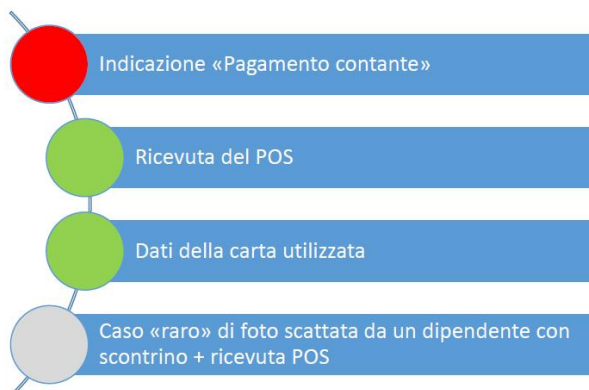 Indicazione «Pagamento contante»
Ricevuta del POS
Dati della carta utilizzata
Caso «raro» di foto scattata da un dipendente con
scontrino + ricevuta POS